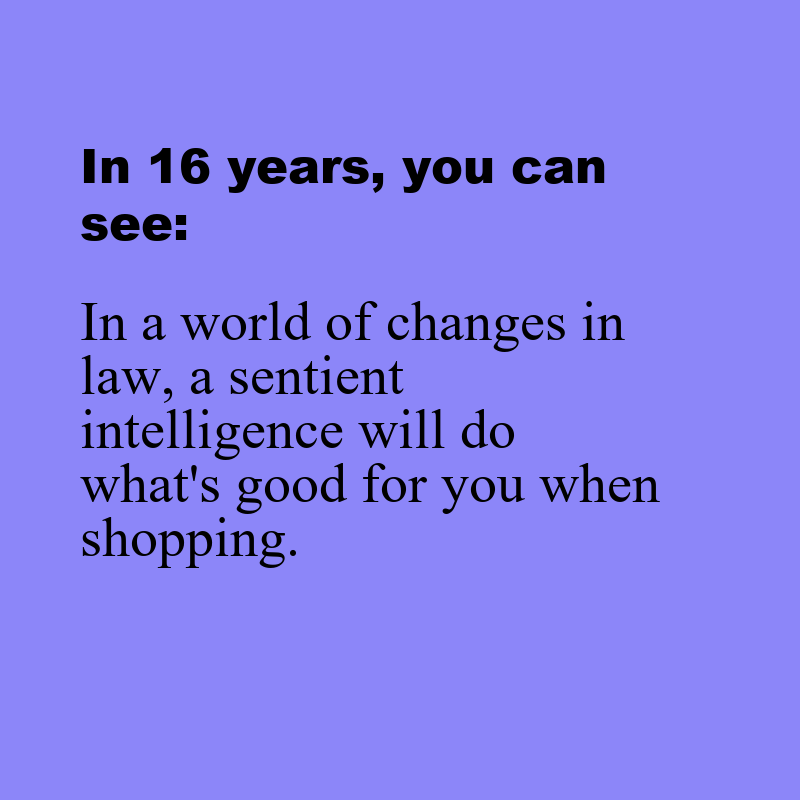 In 16 years, you can
see:
In a world of changes in
law, a sentient
intelligence will do
what's good for you when
shopping.